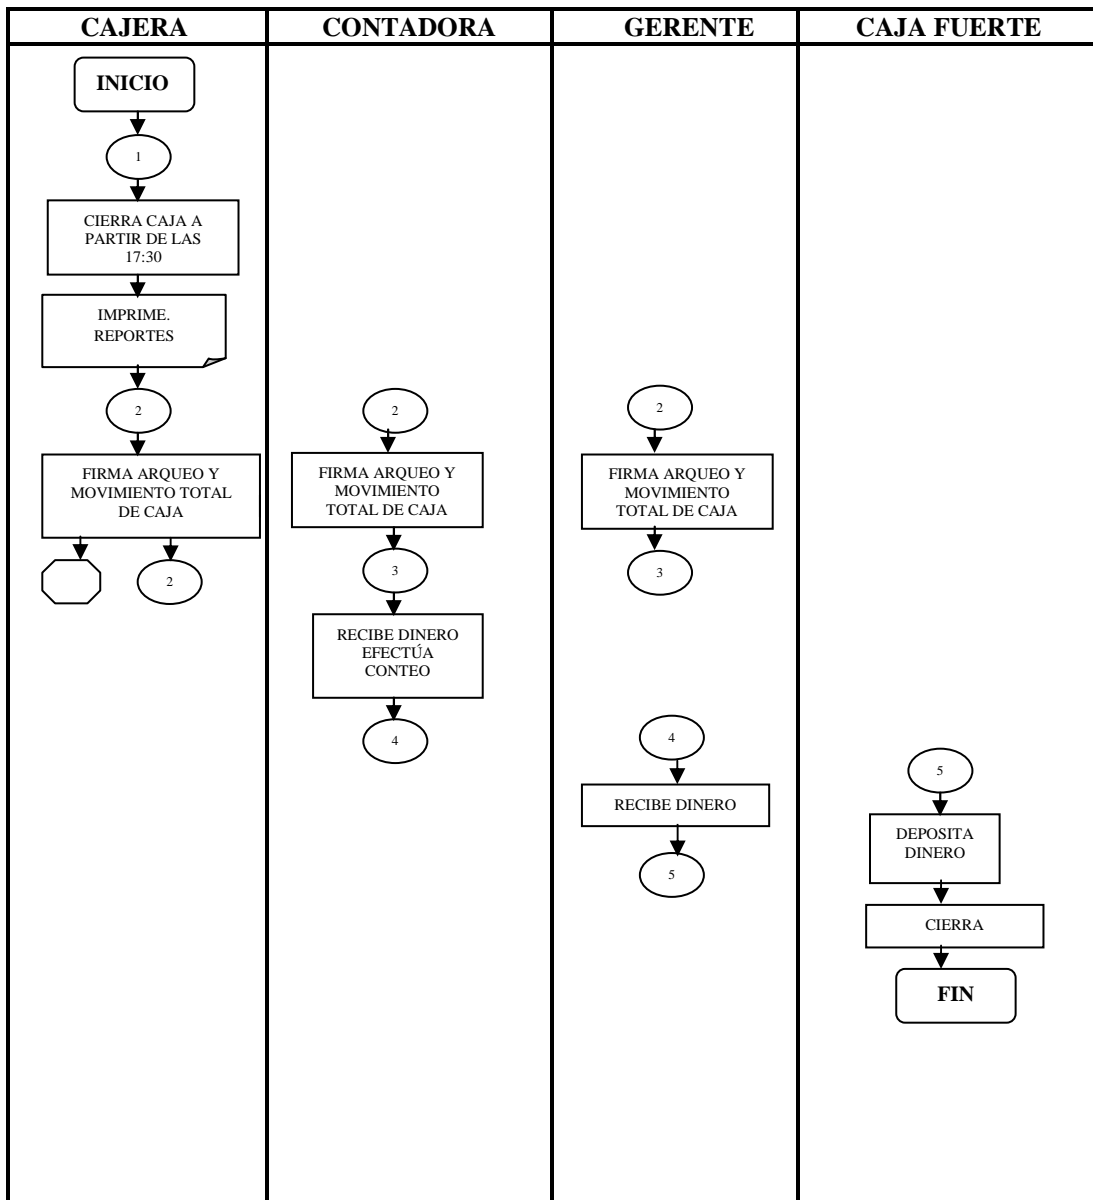 CAJERA
CONTADORA
GERENTE
CAJA FUERTE
INICIO
1
CIERRA CAJA A
PARTIR DE LAS
17:30
IMPRIME.
REPORTES
2
FIRMA ARQUEO Y
MOVIMIENTO TOTAL
DE CAJA
2
2
FIRMA ARQUEO Y
MOVIMIENTO
TOTAL DE CAJA
3
RECIBE DINERO
EFECTÚA
CONTEO
4
2
FIRMA ARQUEO Y
MOVIMIENTO
TOTAL DE CAJA
3
4
RECIBE DINERO
5
5
DEPOSITA
DINERO
CIERRA
FIN